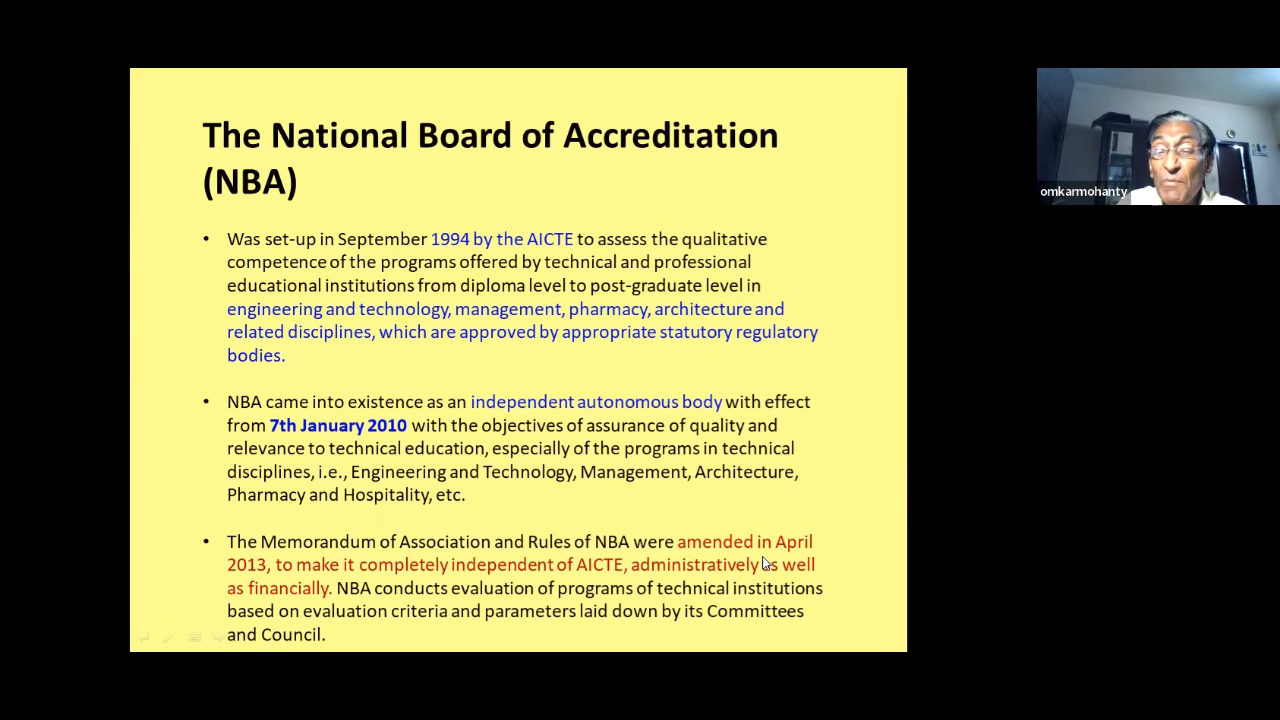 The National Board of Accreditation
(NBA)
• Was set-up in September 1994 by the AICTE to assess the qualitative
competence of the programs offered by technical and professional
educational institutions from diploma level to post-graduate level in
engineering and technology, management, pharmacy, architecture and
related disciplines, which are approved by appropriate statutory regulatory
bodies.
• NBA came into existence as an independent autonomous body with effect
from 7th January 2010 with the objectives of assurance of quality and
relevance to technical education, especially of the programs in technical
disciplines, i.e., Engineering and Technology, Management, Architecture,
Pharmacy and Hospitality, etc.
• The Memorandum of Association and Rules of NBA were amended in April
2013, to make it completely independent of AICTE, administratively as well
as financially. NBA conducts evaluation of programs of technical institutions
based on evaluation criteria and parameters laid down by its Committees
and Council.
omkarmohanty